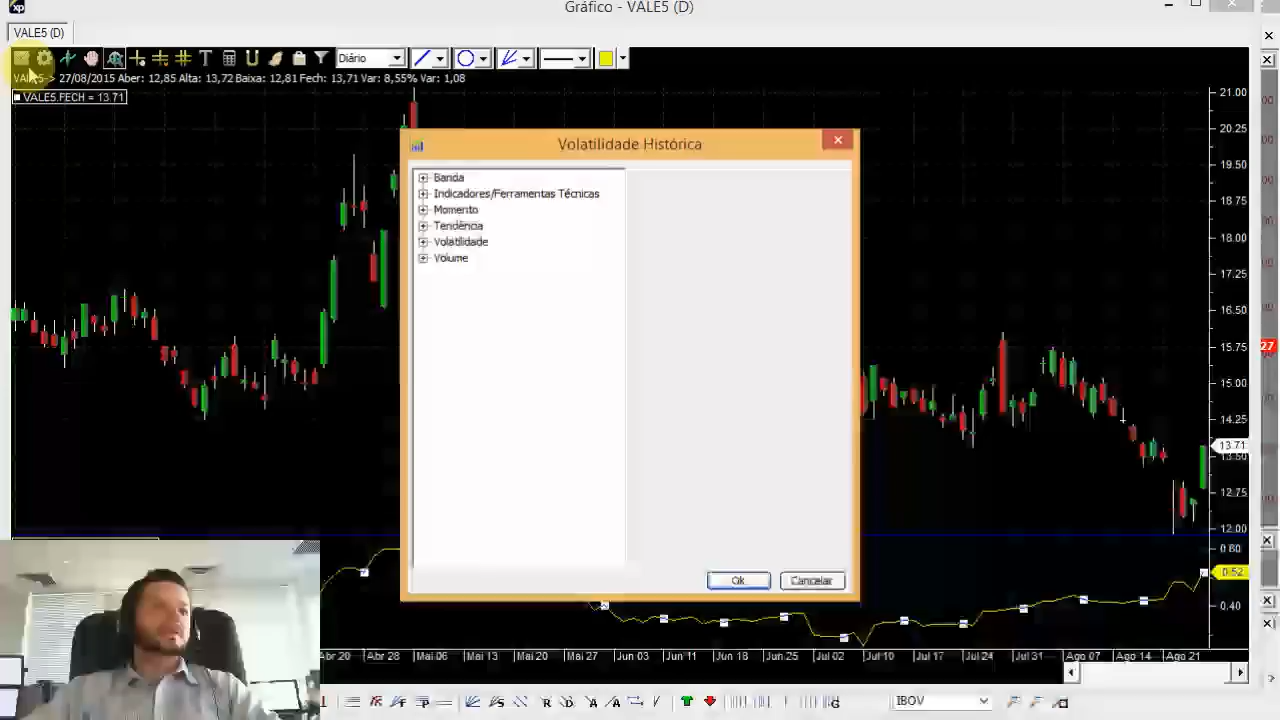 xp
Gráfico - VALE5 (D)
VALE5 (D)
Diário
VALE5-> 27/08/2015 Aber: 12,85 Alta: 13,72 Baixa: 12,81 Fech: 13,71 Var: 8,55% Var: 1,08
VALE5.FECH = 13.71
Volatilidade Histórica
Banda
Indicadores/Ferramentas Técnicas
Momento
Tendência
Volatilidade
Volume
Ok
Cancelar
21.00
20.25
19.50
18.75
18.00
17.25
16.50
15.75
15.00
14.25
13.71
13.50
12.75
12.00
0.60
0.52
0.40
27
Abr 20 Abr 28 Mai 06 Mai 13 Mai 20 Mai 27 Jun 03 Jun 11 Jun 18 Jun 25 Jul 02 Jul 10 Jul 17 Jul 24 Jul 31 Ago 07 Ago 14 Ago 21
IBOV